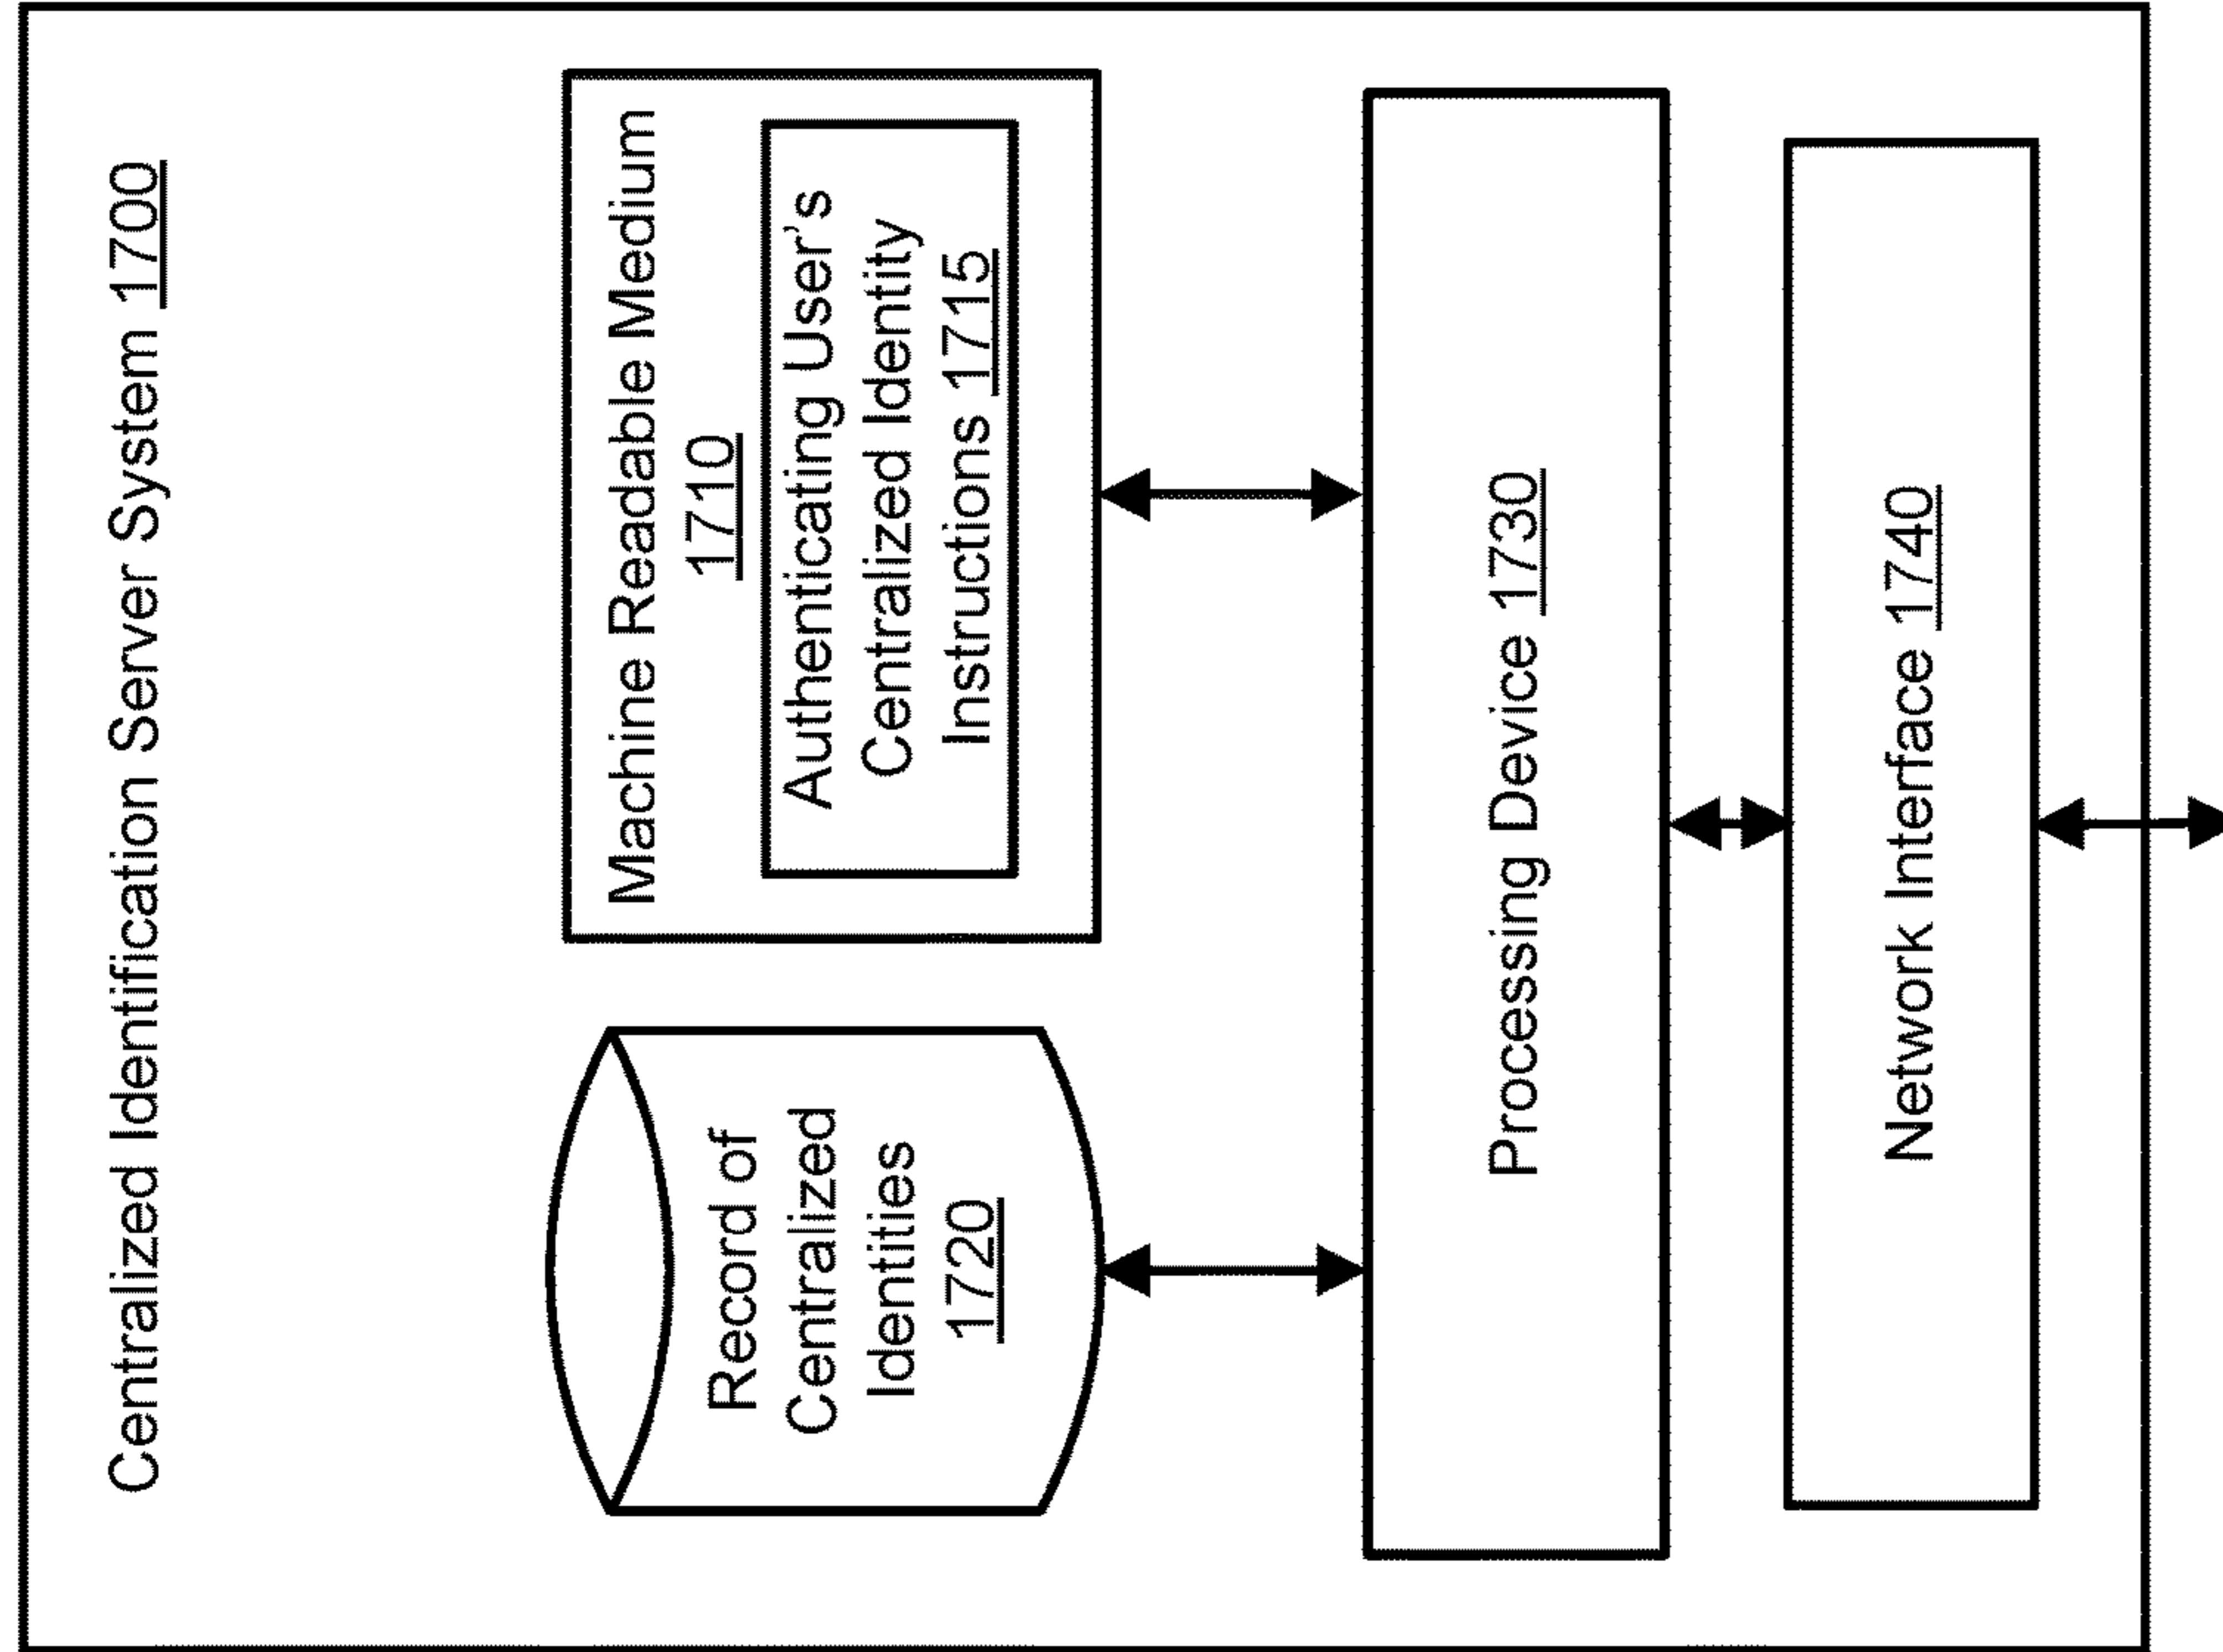 Centralized Identification Server System 1700
Record of
Centralized
Identities
1720
Machine Readable Medium
1710
Authenticating User's
Centralized Identity
Instructions 1715
Processing Device 1730
Network Interface 1740